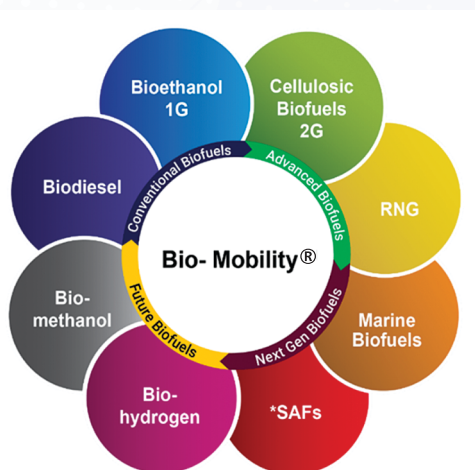 Bioethanol
1G
Cellulosic
Biofuels
2G
RNG
Marine
Biofuels
*SAFs
Bio-
hydrogen
Bio-
methanol
Biodiesel
Conventional Biofuels
Advanced Biofuels
Next Gen Biofuels
Future Biofuels
Bio- Mobility®